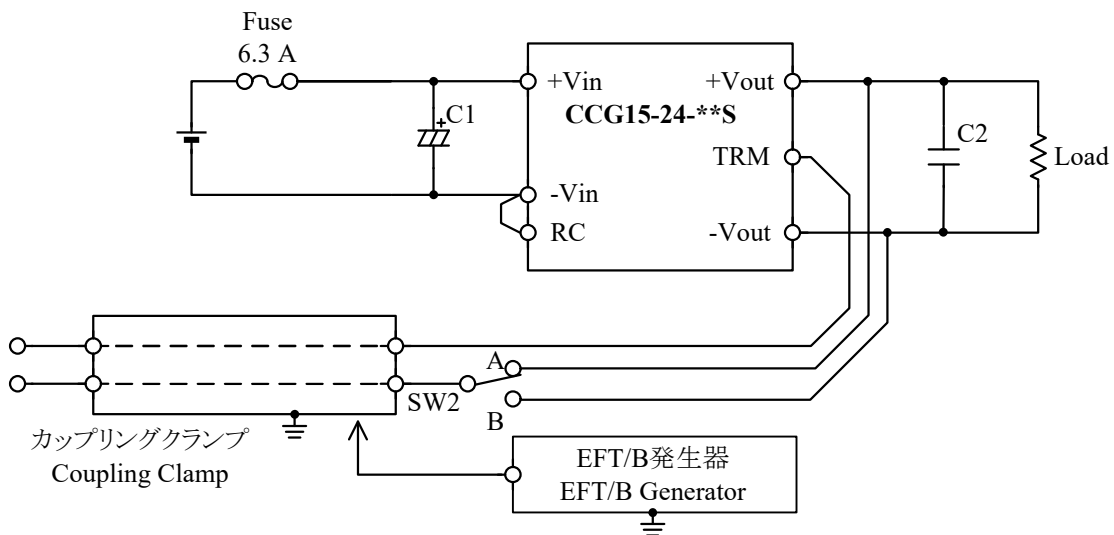 Fuse
6.3 A
+Vin
+Vout
C1
CCG15-24-**S
C2
TRM
Load
-Vin
RC
-Vout
A
SW2
B
カップリングクランプ
Coupling Clamp
EFT/B発生器
EFT/B Generator